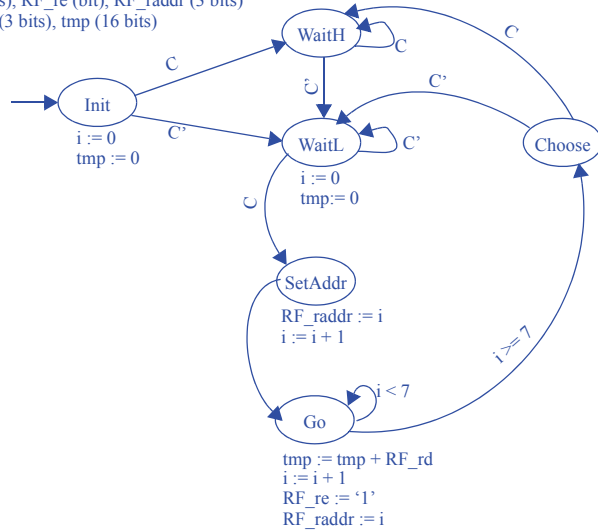 RF_re (bit), RF_raddr (3 bits)
(3 bits), tmp (16 bits)
WaitH
C
C
C
C'
Init
i := 0
tmp := 0
C'
C'
WaitL
C'
i := 0
tmp:= 0
Choose
C
SetAddr
RF_raddr := i
i := i + 1
i >= 7
i < 7
Go
tmp := tmp + RF_rd
i := i + 1
RF_re := ‘1’
RF_raddr := i